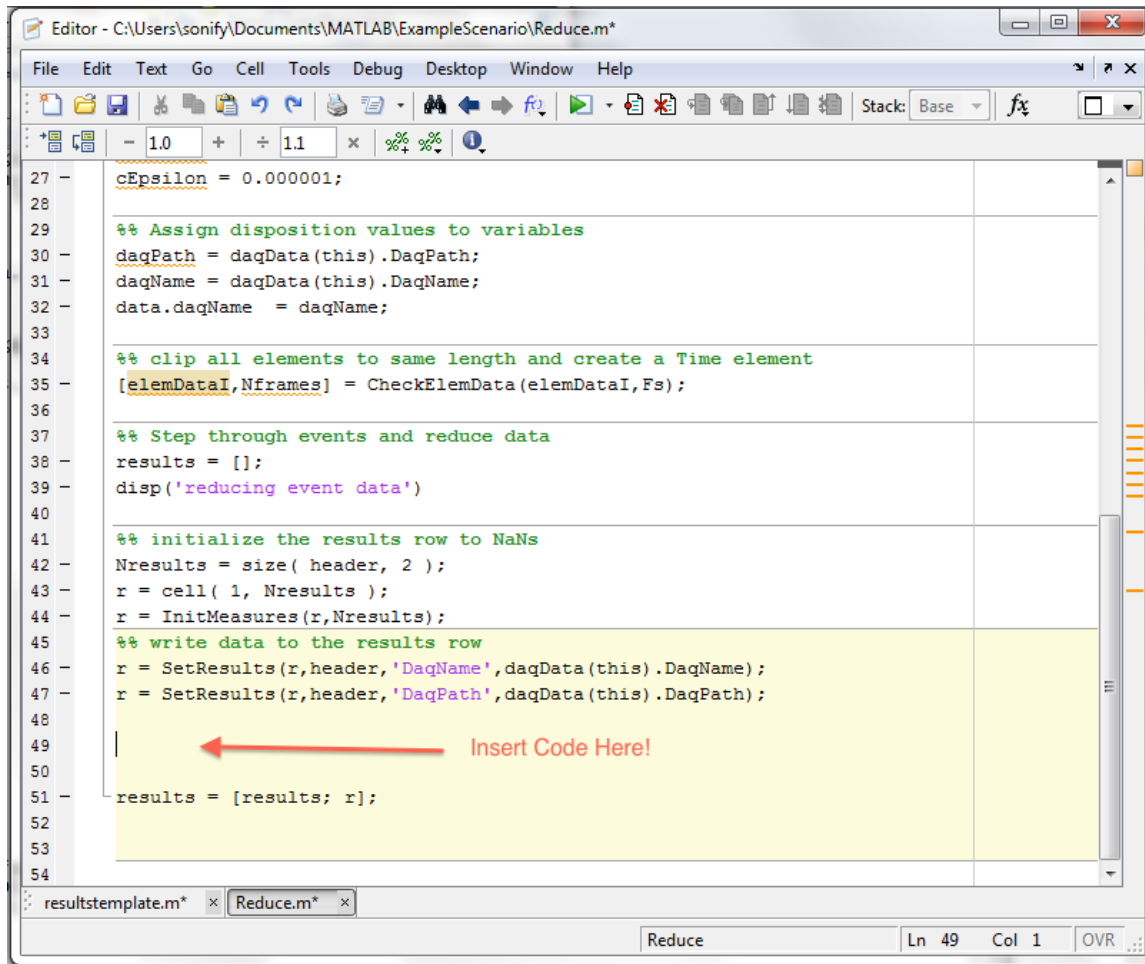 Editor - C:\Users\sonify\Documents\MATLAB\ExampleScenario\Reduce.m*
File Edit Text Go Cell Tools Debug Desktop Window Help
Stack: Base fx
- 1.0 + ÷ 1.1 ×
27 - cEpsilon = 0.000001;
28
29 %% Assign disposition values to variables
30 - daqPath = daqData(this).DaqPath;
31 - daqName = daqData(this).DaqName;
32 - data.daqName  = daqName;
33
34 %% clip all elements to same length and create a Time element
35 - [elemDataI,Nframes] = CheckElemData(elemDataI,Fs);
36
37 %% Step through events and reduce data
38 - results = [];
39 - disp('reducing event data')
40
41 %% initialize the results row to NaNs
42 - Nresults = size( header, 2 );
43 - r = cell( 1, Nresults );
44 - r = InitMeasures(r,Nresults);
45 %% write data to the results row
46 - r = SetResults(r,header,'DaqName',daqData(this).DaqName);
47 - r = SetResults(r,header,'DaqPath',daqData(this).DaqPath);
48
49 Insert Code Here!
50
51 - results = [results; r];
52
53
54
resultstemplate.m* × Reduce.m* ×
Reduce Ln 49 Col 1 OVR